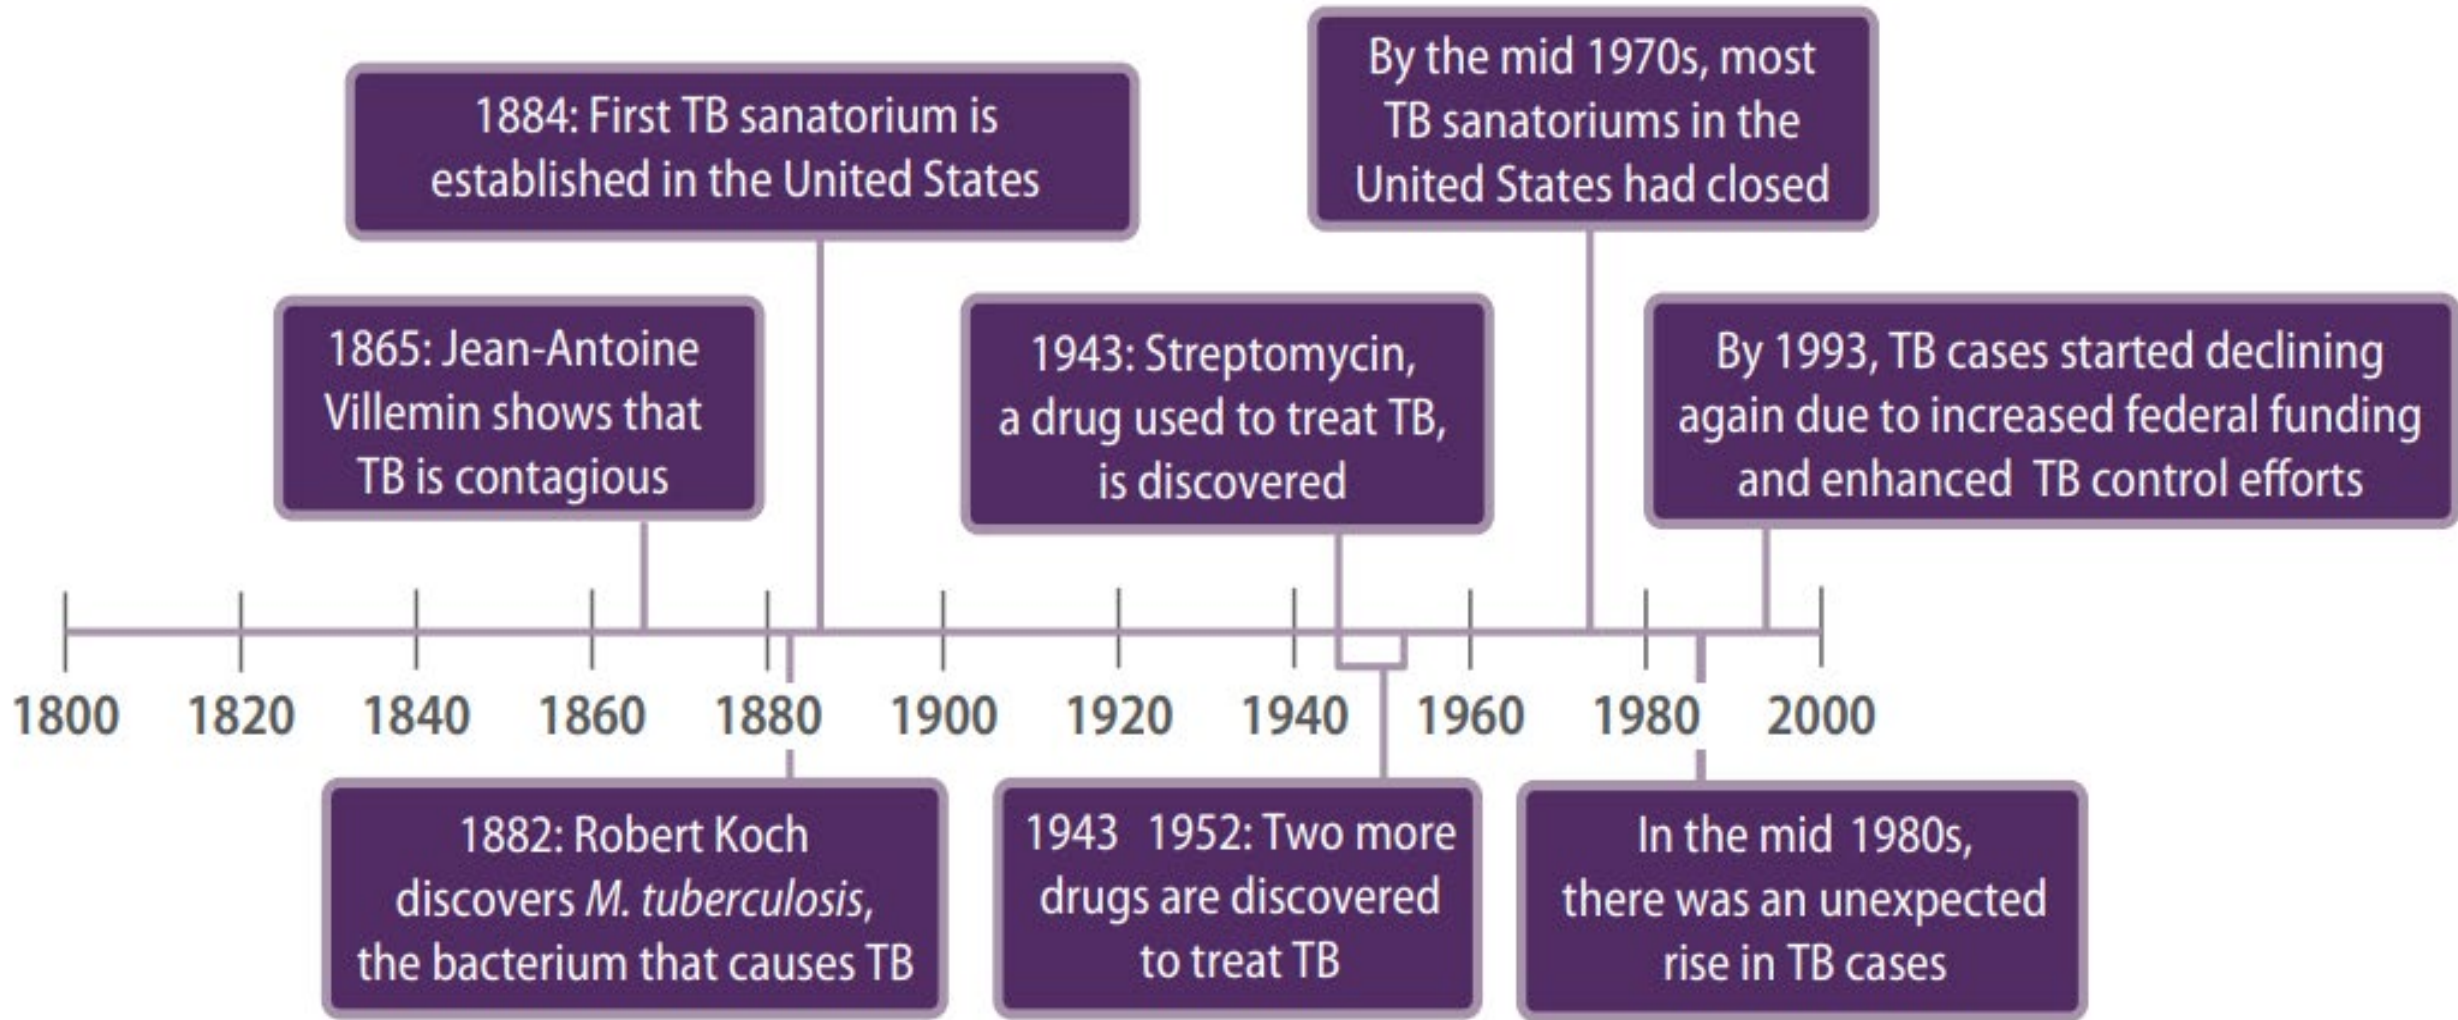 1884: First TB sanatorium is
established in the United States
By the mid 1970s, most
TB sanatoriums in the
United States had closed
1865: Jean-Antoine
Villemin shows that
TB is contagious
1943: Streptomycin,
a drug used to treat TB,
is discovered
By 1993, TB cases started declining
again due to increased federal funding
and enhanced TB control efforts
1800 1820 1840 1860 1880 1900 1920 1940 1960 1980 2000
1882: Robert Koch
discovers M. tuberculosis,
the bacterium that causes TB
1943 1952: Two more
drugs are discovered
to treat TB
In the mid 1980s,
there was an unexpected
rise in TB cases